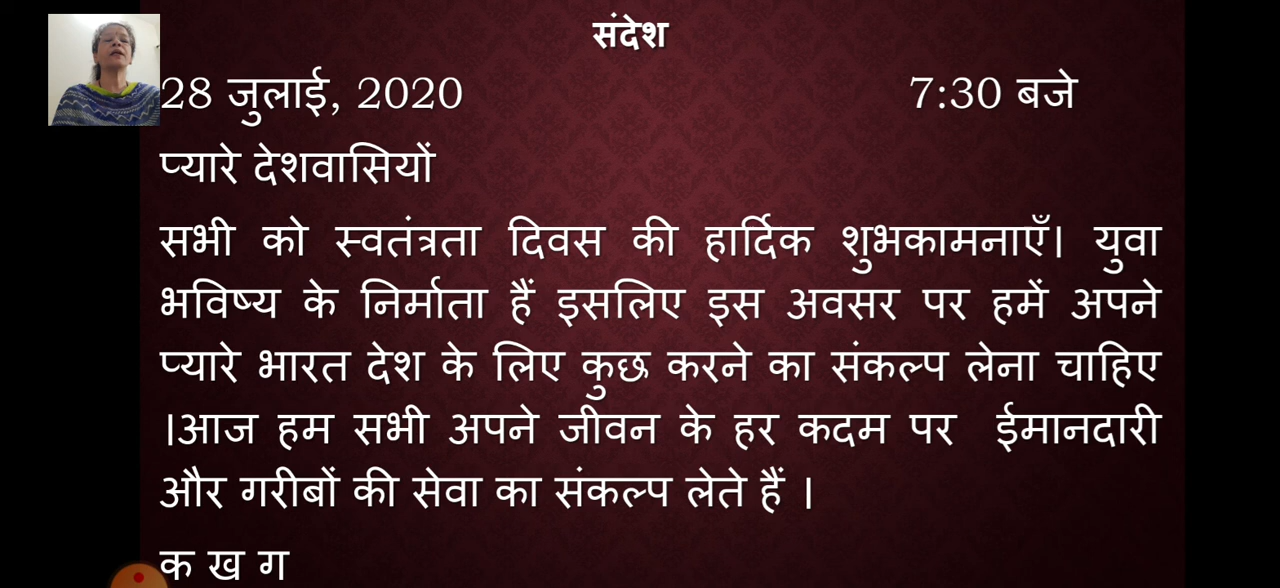 संदेश
28 जुलाई, 2020 7:30 बजे
प्यारे देशवासियों
सभी को स्वतंत्रता दिवस की हार्दिक शुभकामनाएँ। युवा
भविष्य के निर्माता हैं इसलिए इस अवसर पर हमें अपने
प्यारे भारत देश के लिए कुछ करने का संकल्प लेना चाहिए
।आज हम सभी अपने जीवन के हर कदम पर ईमानदारी
और गरीबों की सेवा का संकल्प लेते हैं ।
क ख ग